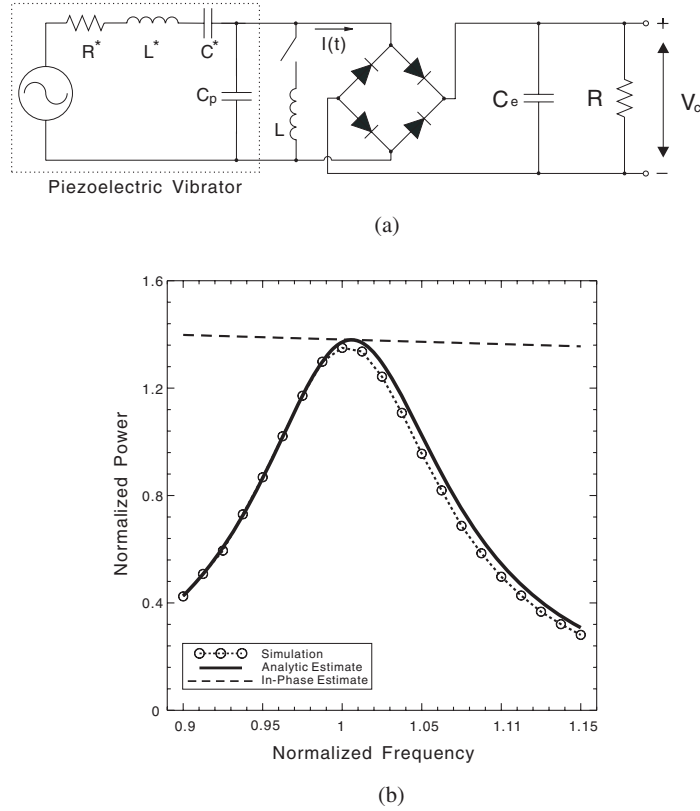 R* L* C*
I(t)
+
Cp
L
Ce
R
Vc
−
Piezoelectric Vibrator
(a)
1.6
1.2
0.8
0.4
0
Normalized Power
Simulation
Analytic Estimate
In-Phase Estimate
0.9 0.95 1 1.05 1.11 1.15
Normalized Frequency
(b)